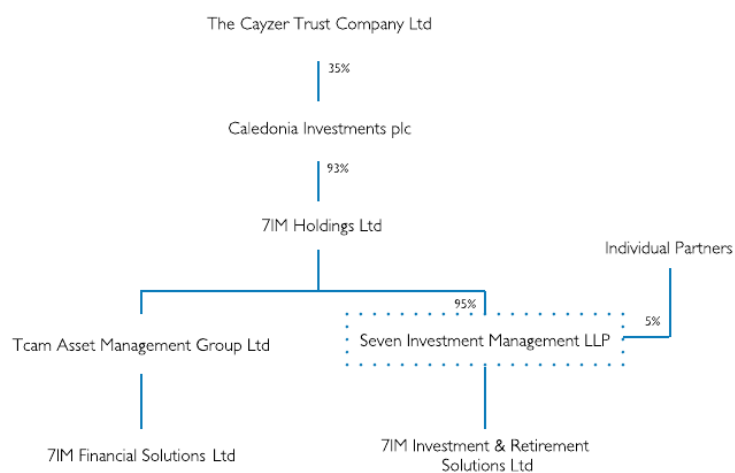 The Cayzer Trust Company Ltd
35%
Caledonia Investments plc
93%
7IM Holdings Ltd
Individual Partners
95%
5%
Tcam Asset Management Group Ltd
Seven Investment Management LLP
7IM Financial Solutions Ltd
7IM Investment & Retirement
Solutions Ltd